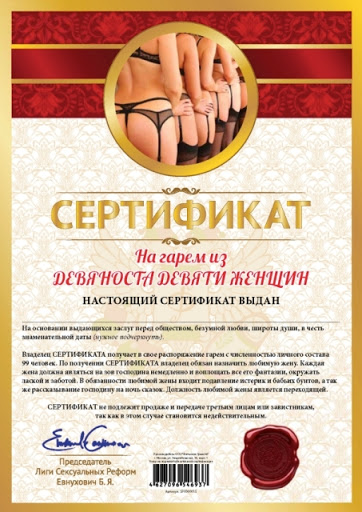 СЕРТИФИКАТ
На гарем из
ДЕВЯНОСТА ДЕВЯТИ ЖЕНЩИН
НАСТОЯЩИЙ СЕРТИФИКАТ ВЫДАН
На основании выдающихся заслуг перед обществом, безумной любви, широты души, в честь
знаменательной даты (нужное подчеркнуть).
Владелец СЕРТИФИКАТА получает в свое распоряжение гарем с численностью личного состава
99 человек. По получении СЕРТИФИКАТА владелец обязан назначить любимую жену. Каждая
жена должна являться на зов господина немедленно и воплощать все его фантазии, окружать
лаской и заботой. В обязанности любимой жены входит подавление истерик и бабьих бунтов, а так
же рассказывание господину на ночь сказок. Должность любимой жены является переходящей.
СЕРТИФИКАТ не подлежит продаже и передаче третьим лицам или завистникам,
так как в этом случае становится недействительным.
Председатель
Лиги Сексуальных Реформ
Евнухович Б. Я.